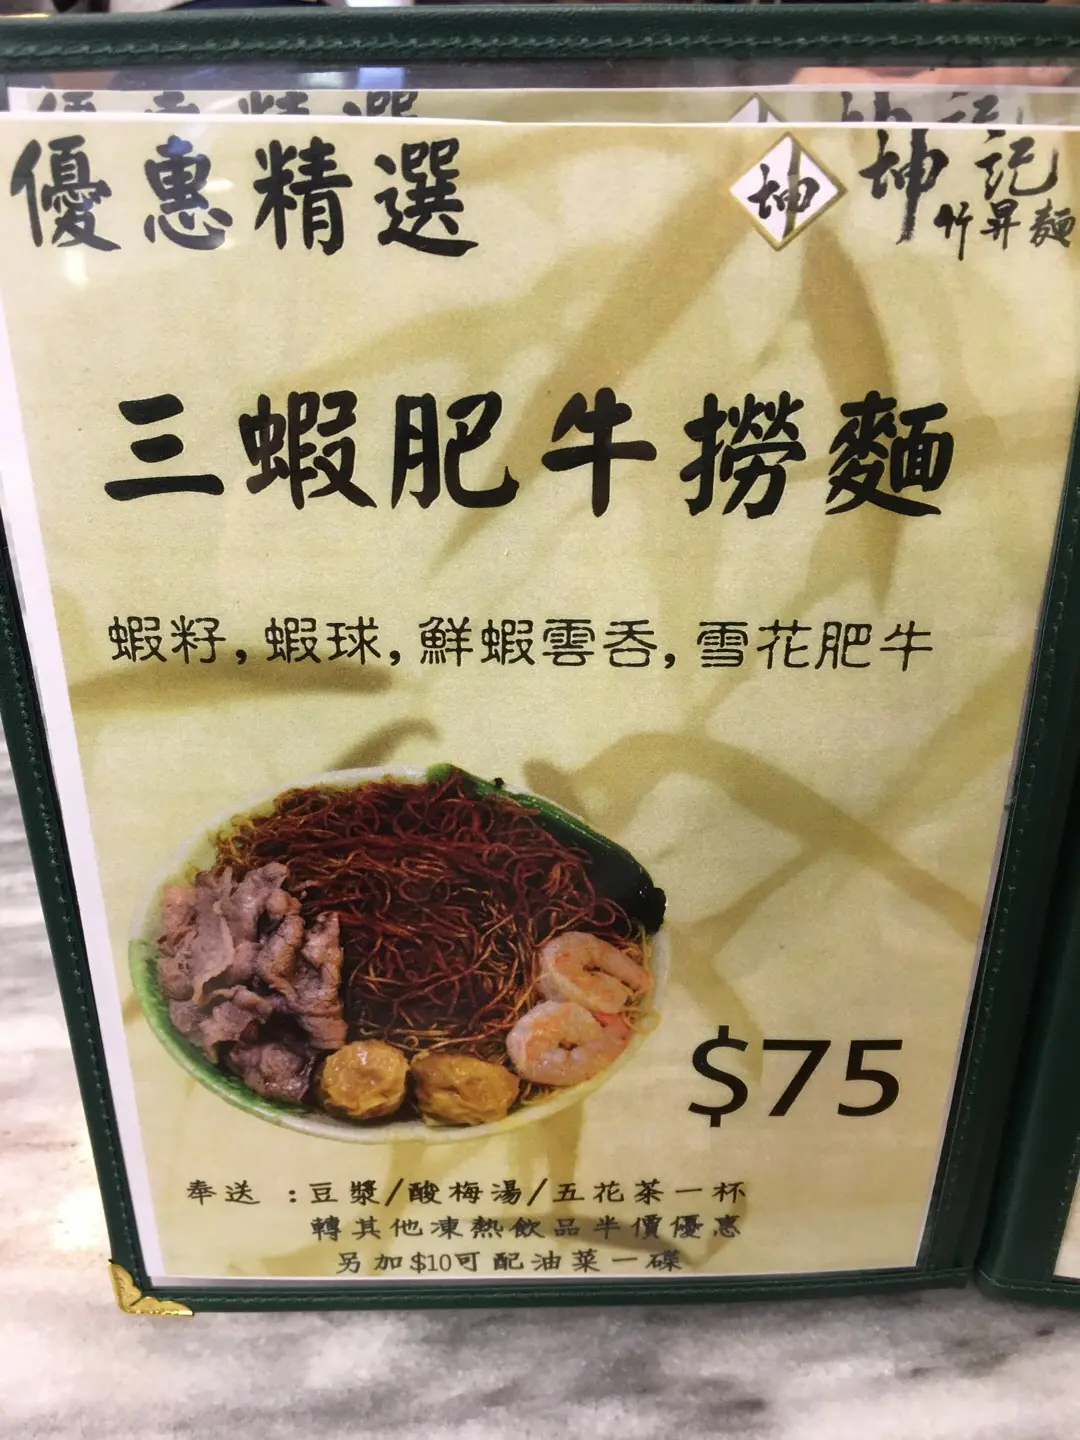 優惠精選
坤 坤記
竹昇麵
三蝦肥牛撈麵
蝦籽,蝦球,鮮蝦雲吞,雪花肥牛
$75
奉送 :豆漿/酸梅湯/五花茶一杯
轉其他凍熱飲品半價優惠
另加$10可配油菜一碟